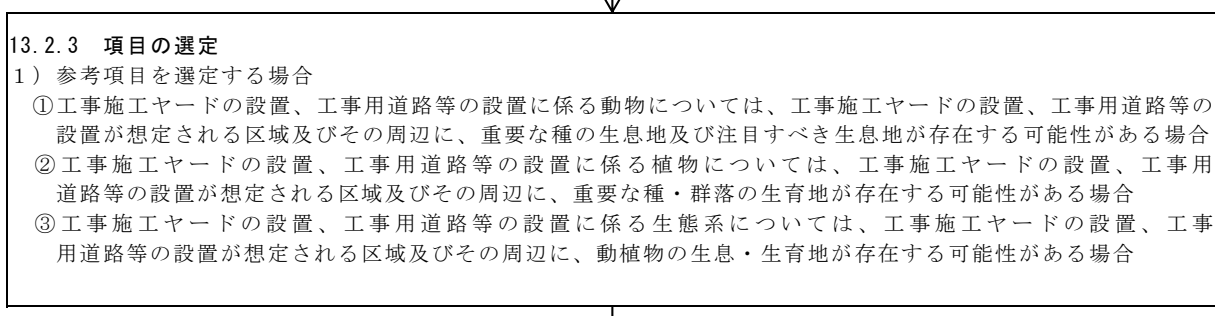 13.2.3　項目の選定
１）参考項目を選定する場合
①工事施工ヤードの設置、工事用道路等の設置に係る動物については、工事施工ヤードの設置、工事用道路等の
設置が想定される区域及びその周辺に、重要な種の生息地及び注目すべき生息地が存在する可能性がある場合
②工事施工ヤードの設置、工事用道路等の設置に係る植物については、工事施工ヤードの設置、工事用
道路等の設置が想定される区域及びその周辺に、重要な種・群落の生育地が存在する可能性がある場合
③工事施工ヤードの設置、工事用道路等の設置に係る生態系については、工事施工ヤードの設置、工事
用道路等の設置が想定される区域及びその周辺に、動植物の生息・生育地が存在する可能性がある場合